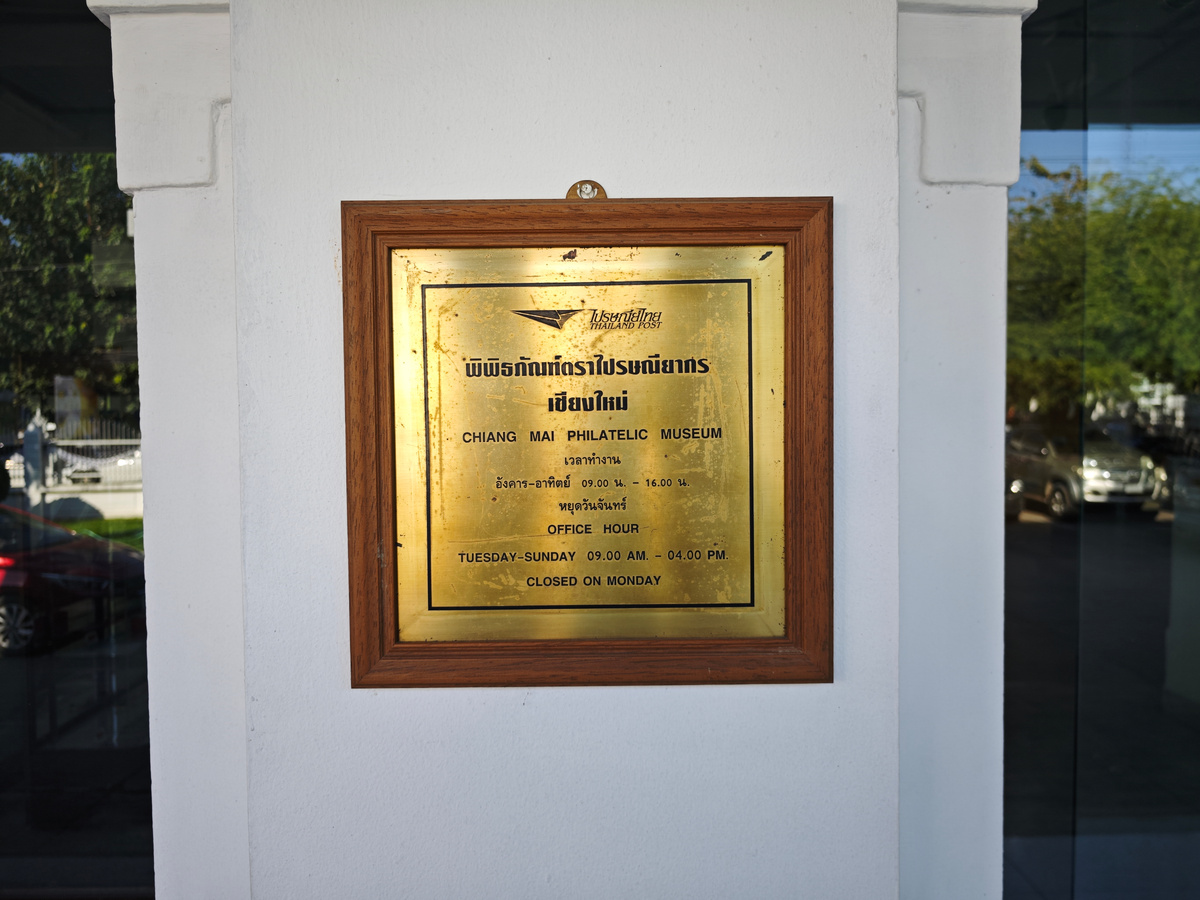 ไปรษณีย์ไทย
THAILAND POST
พิพิธภัณฑ์ตราไปรษณียากร
เชียงใหม่
CHIANG MAI PHILATELIC MUSEUM
เวลาทำงาน
อังคาร-อาทิตย์ 09.00 น. - 16.00 น.
หยุดวันจันทร์
OFFICE HOUR
TUESDAY-SUNDAY 09.00 AM. - 04.00 PM.
CLOSED ON MONDAY